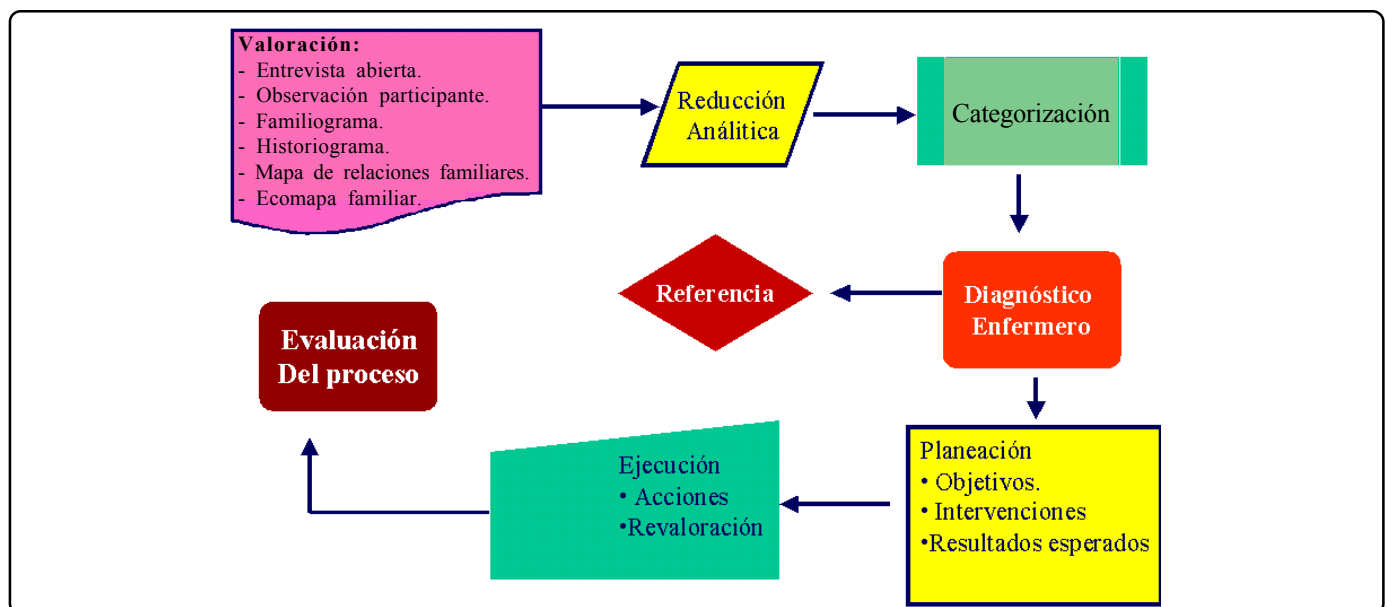 Valoración:
- Entrevista abierta.
- Observación participante.
- Familiograma.
- Historiograma.
- Mapa de relaciones familiares.
- Ecomapa familiar.
Reducción
Análitica
Categorización
Referencia
Diagnóstico
Enfermero
Evaluación
Del proceso
Ejecución
• Acciones
•Revaloración
Planeación
• Objetivos.
• Intervenciones
•Resultados esperados